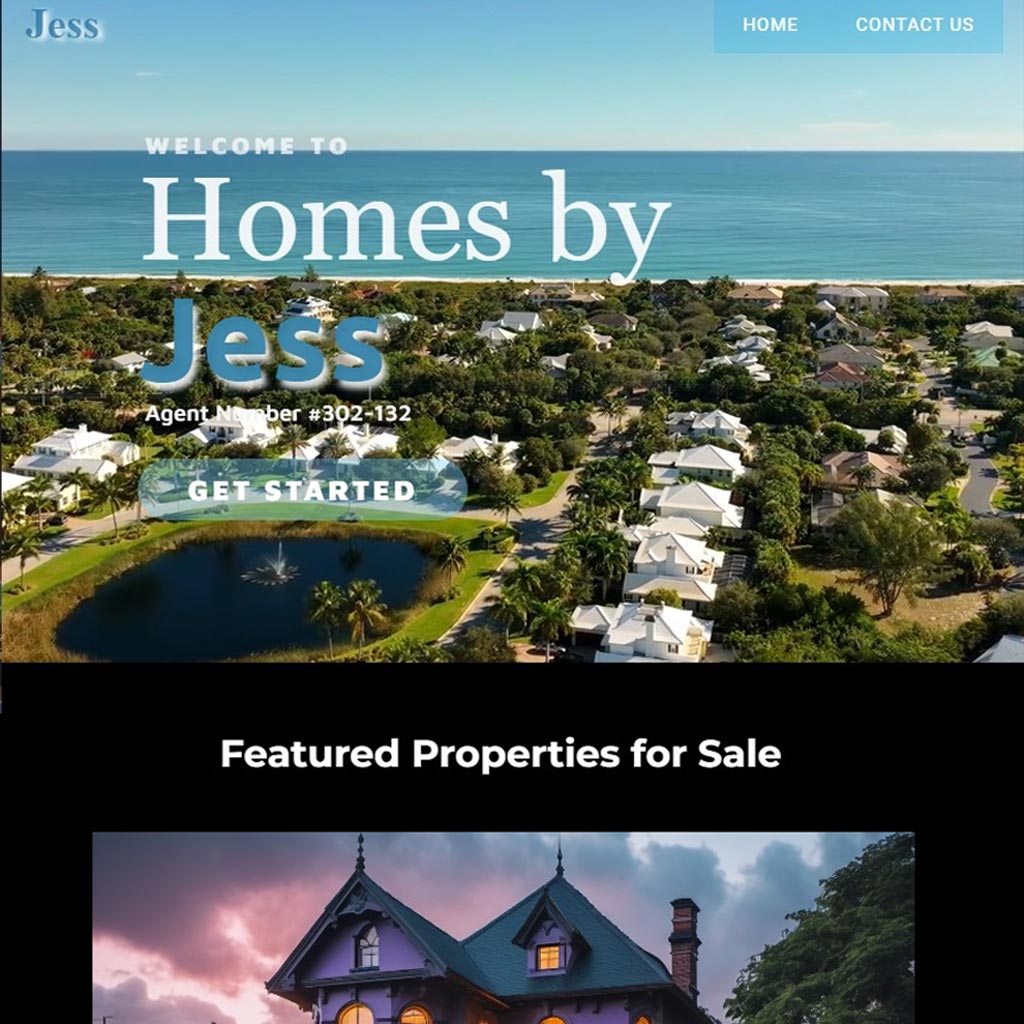 Jess
HOME
CONTACT US
WELCOME TO
Homes by
Jess
Agent Number #302-132
GET STARTED
Featured Properties for Sale